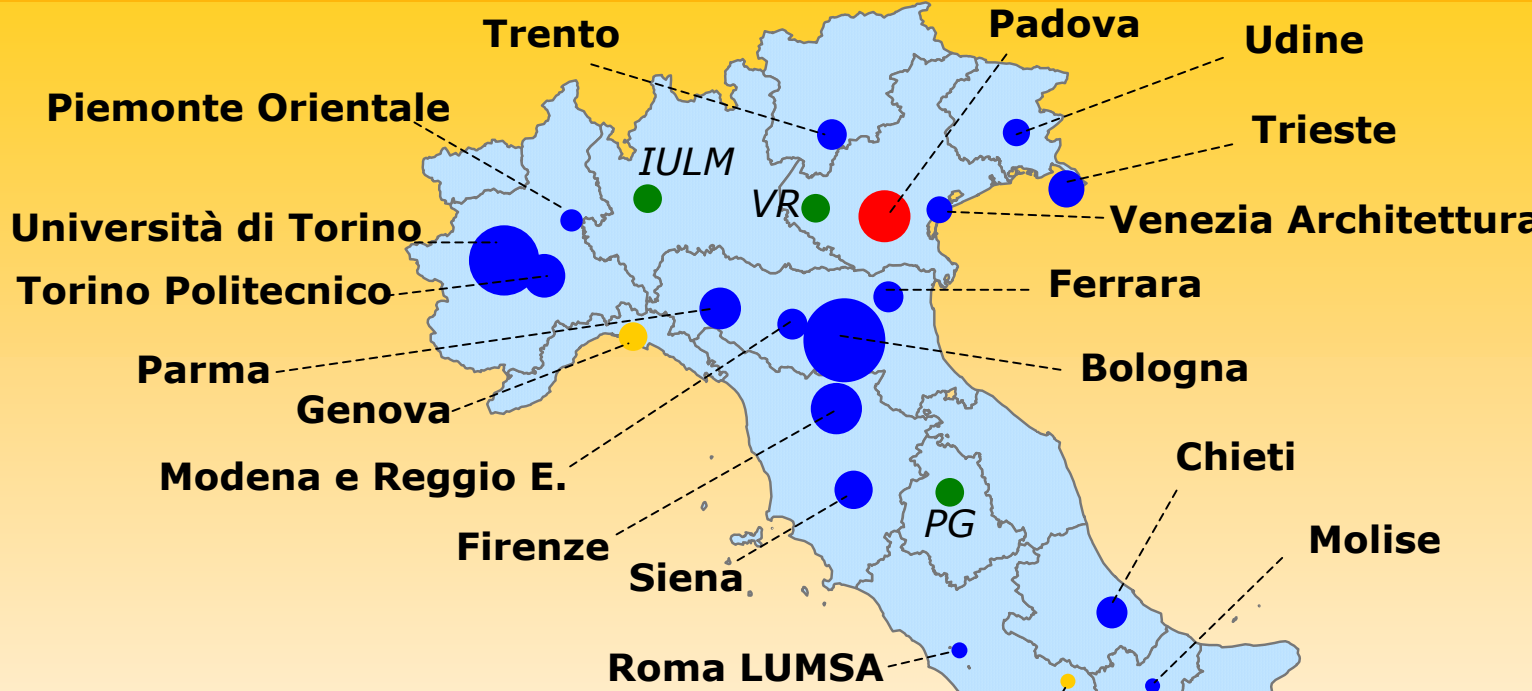 Padova
Trento
Udine
Piemonte Orientale
Trieste
IULM
VR
Venezia Architettura
Università di Torino
Torino Politecnico
Ferrara
Parma
Bologna
Genova
Chieti
Modena e Reggio E.
PG
Molise
Firenze
Siena
Roma LUMSA